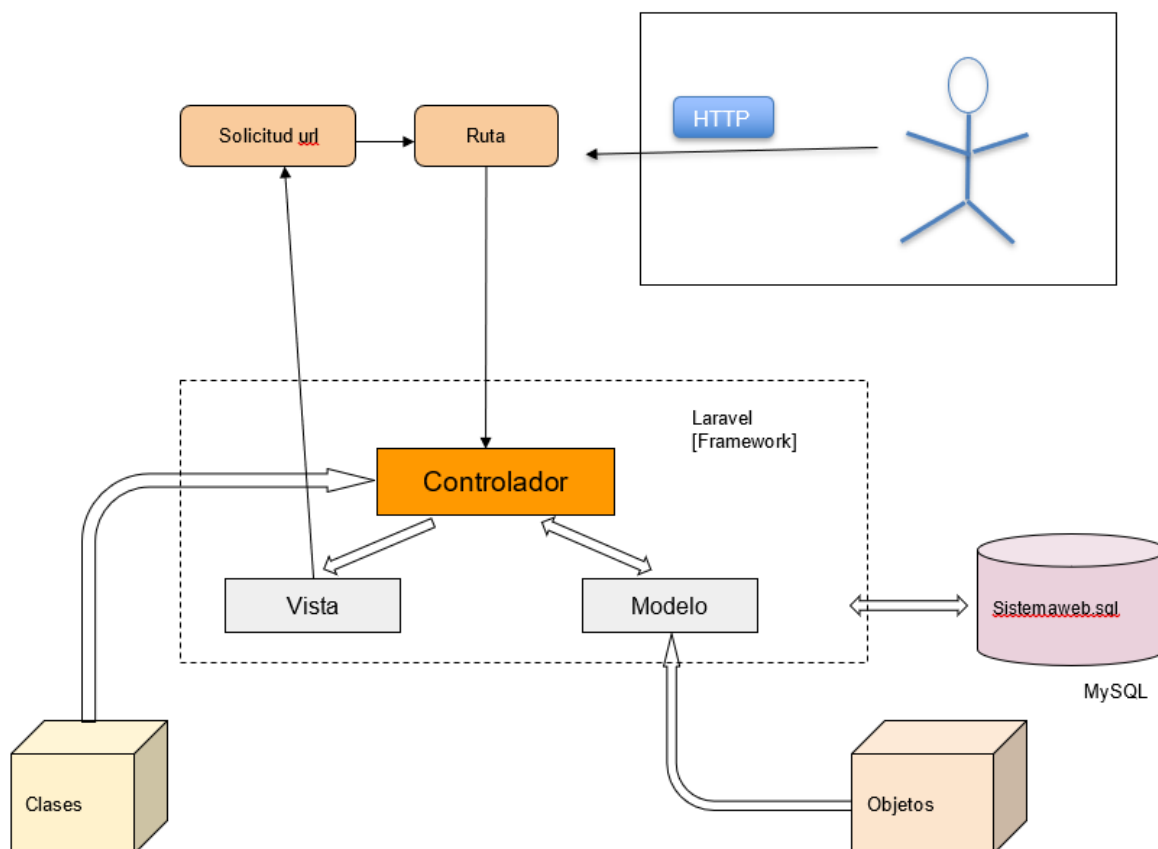 HTTP
Solicitud url
Ruta
Laravel
[Framework]
Controlador
Vista
Modelo
Sistemaweb.sql
MySQL
Clases
Objetos